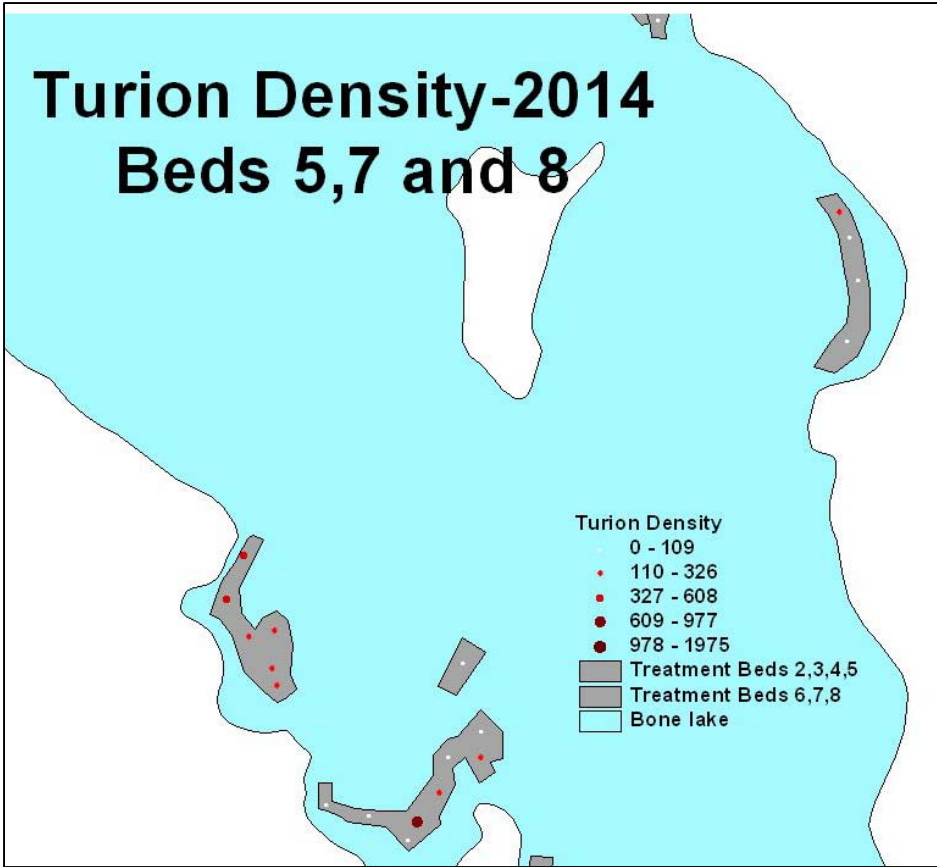 Turion Density-2014
Beds 5,7 and 8
Turion Density
0 - 109
110 - 326
327 - 608
609 - 977
978 - 1975
Treatment Beds 2,3,4,5
Treatment Beds 6,7,8
Bone lake